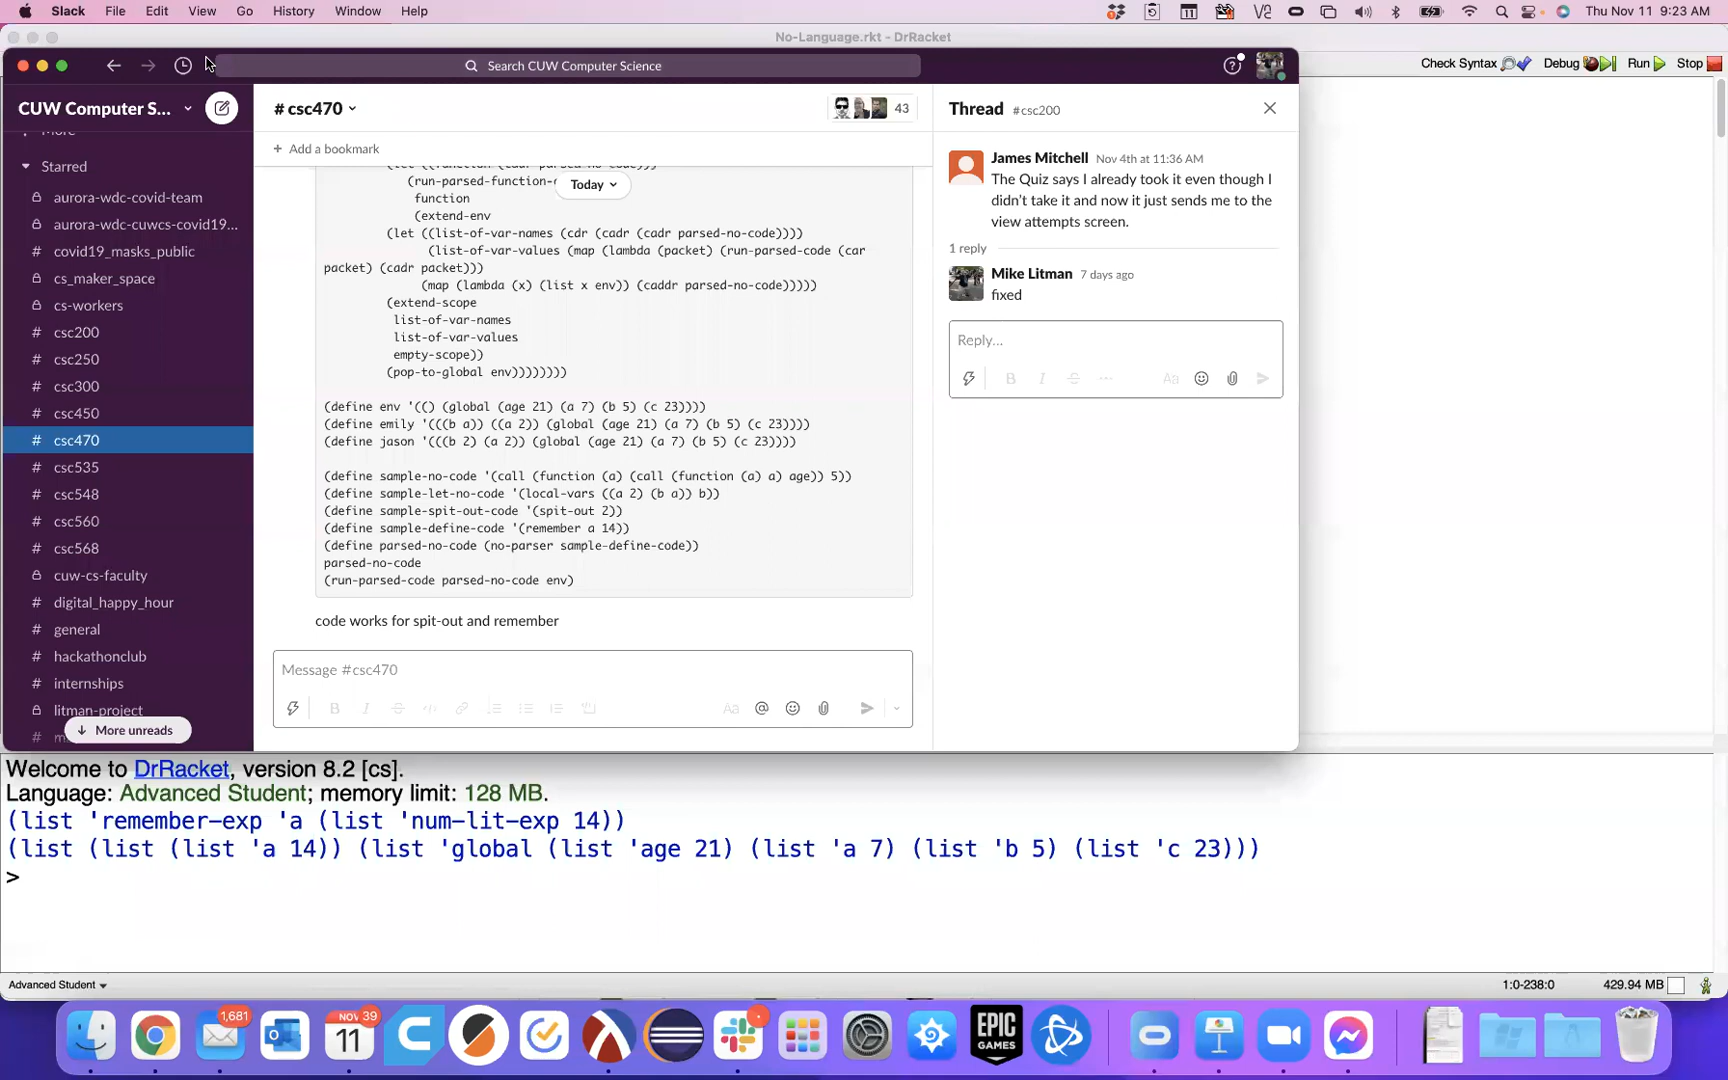 Slack File Edit View Go History Window Help
Thu Nov 11 9:23 AM
No-Language.rkt - DrRacket
Check Syntax Debug Run Stop
Search CUW Computer Science
CUW Computer S...
More
Starred
aurora-wdc-covid-team
aurora-wdc-cuwcs-covid19...
covid19_masks_public
cs_maker_space
cs-workers
# csc200
# csc250
# csc300
# csc450
# csc470
# csc535
# csc548
# csc560
# csc568
cuw-cs-faculty
# digital_happy_hour
# general
# hackathonclub
# internships
litman-project
More unreads
# csc470
43
+ Add a bookmark
Today
(run-parsed-function-
function
(extend-env
(let ((list-of-var-names (cdr (cadr (cadr parsed-no-code))))
(list-of-var-values (map (lambda (packet) (run-parsed-code (car
packet) (cadr packet)))
(map (lambda (x) (list x env)) (caddr parsed-no-code)))))
(extend-scope
list-of-var-names
list-of-var-values
empty-scope))
(pop-to-global env))))))))
(define env '(() (global (age 21) (a 7) (b 5) (c 23))))
(define emily '(((b a)) ((a 2)) (global (age 21) (a 7) (b 5) (c 23))))
(define jason '(((b 2) (a 2)) (global (age 21) (a 7) (b 5) (c 23))))
(define sample-no-code '(call (function (a) (call (function (a) a) age)) 5))
(define sample-let-no-code '(local-vars ((a 2) (b a)) b))
(define sample-spit-out-code '(spit-out 2))
(define sample-define-code '(remember a 14))
(define parsed-no-code (no-parser sample-define-code))
parsed-no-code
(run-parsed-code parsed-no-code env)
code works for spit-out and remember
Message #csc470
Thread #csc200
James Mitchell Nov 4th at 11:36 AM
The Quiz says I already took it even though I
didn't take it and now it just sends me to the
view attempts screen.
1 reply
Mike Litman 7 days ago
fixed
Reply...
Welcome to DrRacket, version 8.2 [cs].
Language: Advanced Student; memory limit: 128 MB.
(list 'remember-exp 'a (list 'num-lit-exp 14))
(list (list (list 'a 14)) (list 'global (list 'age 21) (list 'a 7) (list 'b 5) (list 'c 23)))
>
Advanced Student
1:0-238:0
429.94 MB
1,681
NOV 39
11
EPIC
GAMES